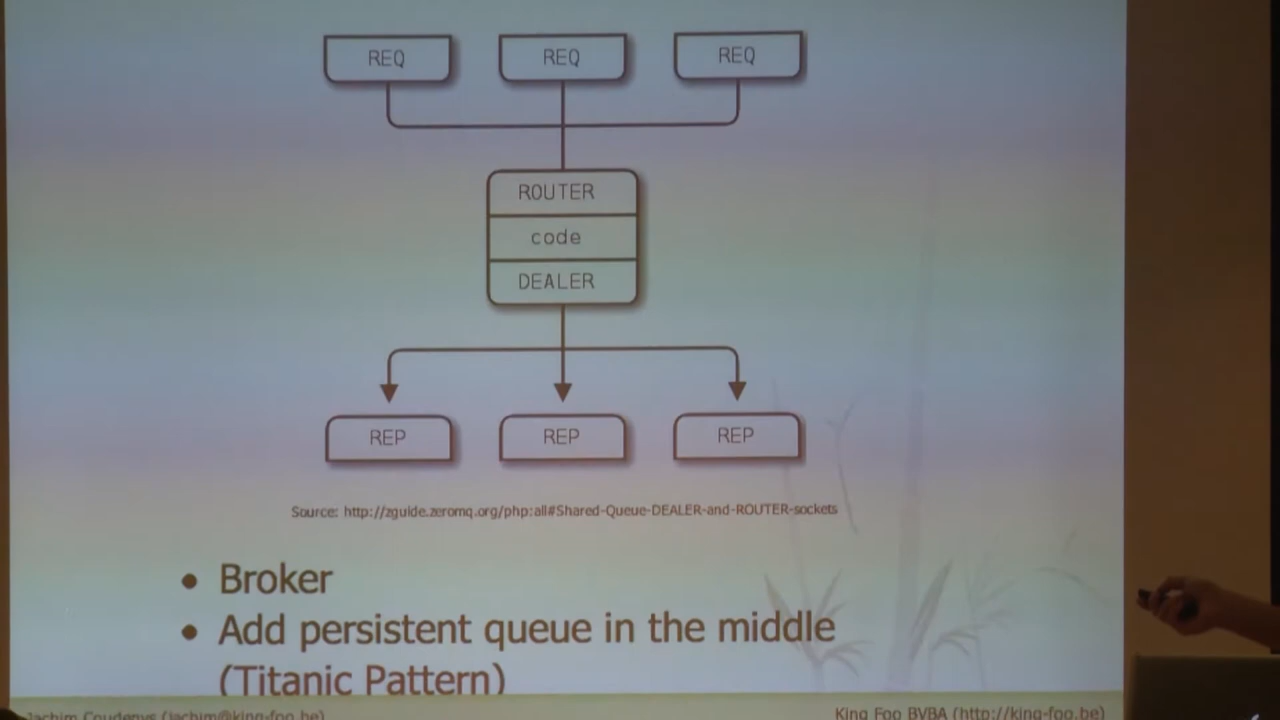 REQ REQ REQ
ROUTER
code
DEALER
REP REP REP
Source: http://zguide.zeromq.org/php:all#Shared-Queue-DEALER-and-ROUTER-sockets
• Broker
• Add persistent queue in the middle
(Titanic Pattern)
Jachim Coudenys (jachim@king-foo.be) King Foo BVBA (http://king-foo.be)